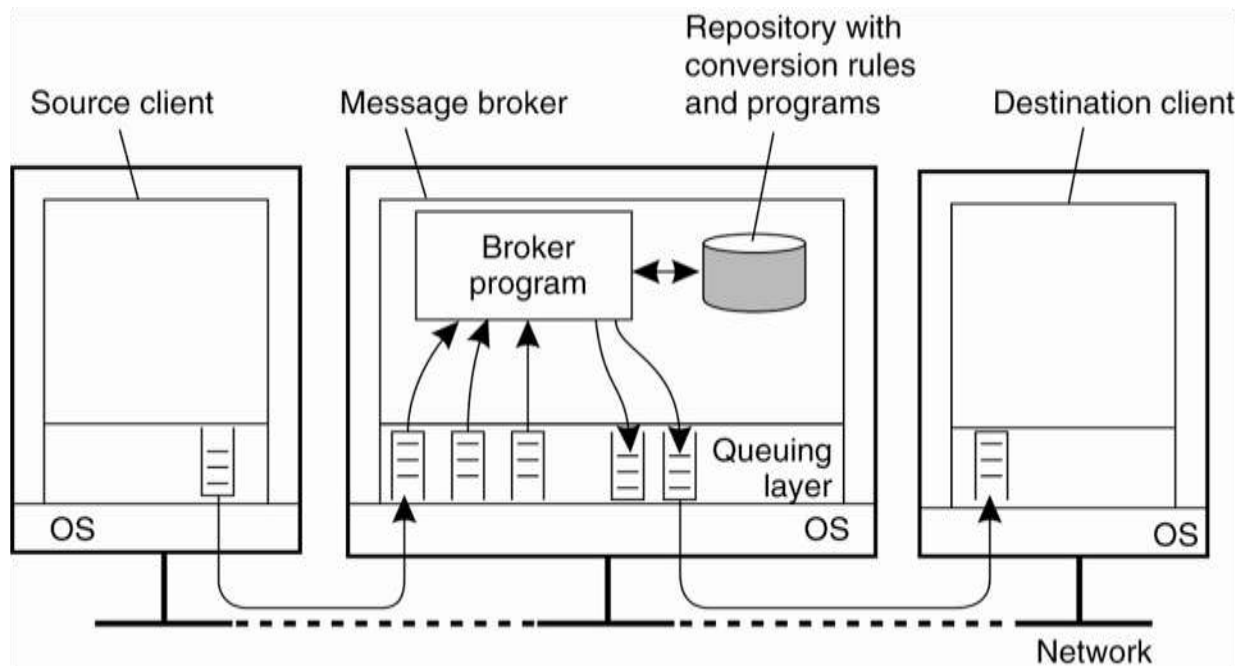 Repository with
conversion rules
and programs
Source client
Message broker
Destination client
Broker
program
Queuing
layer
OS
OS
OS
Network